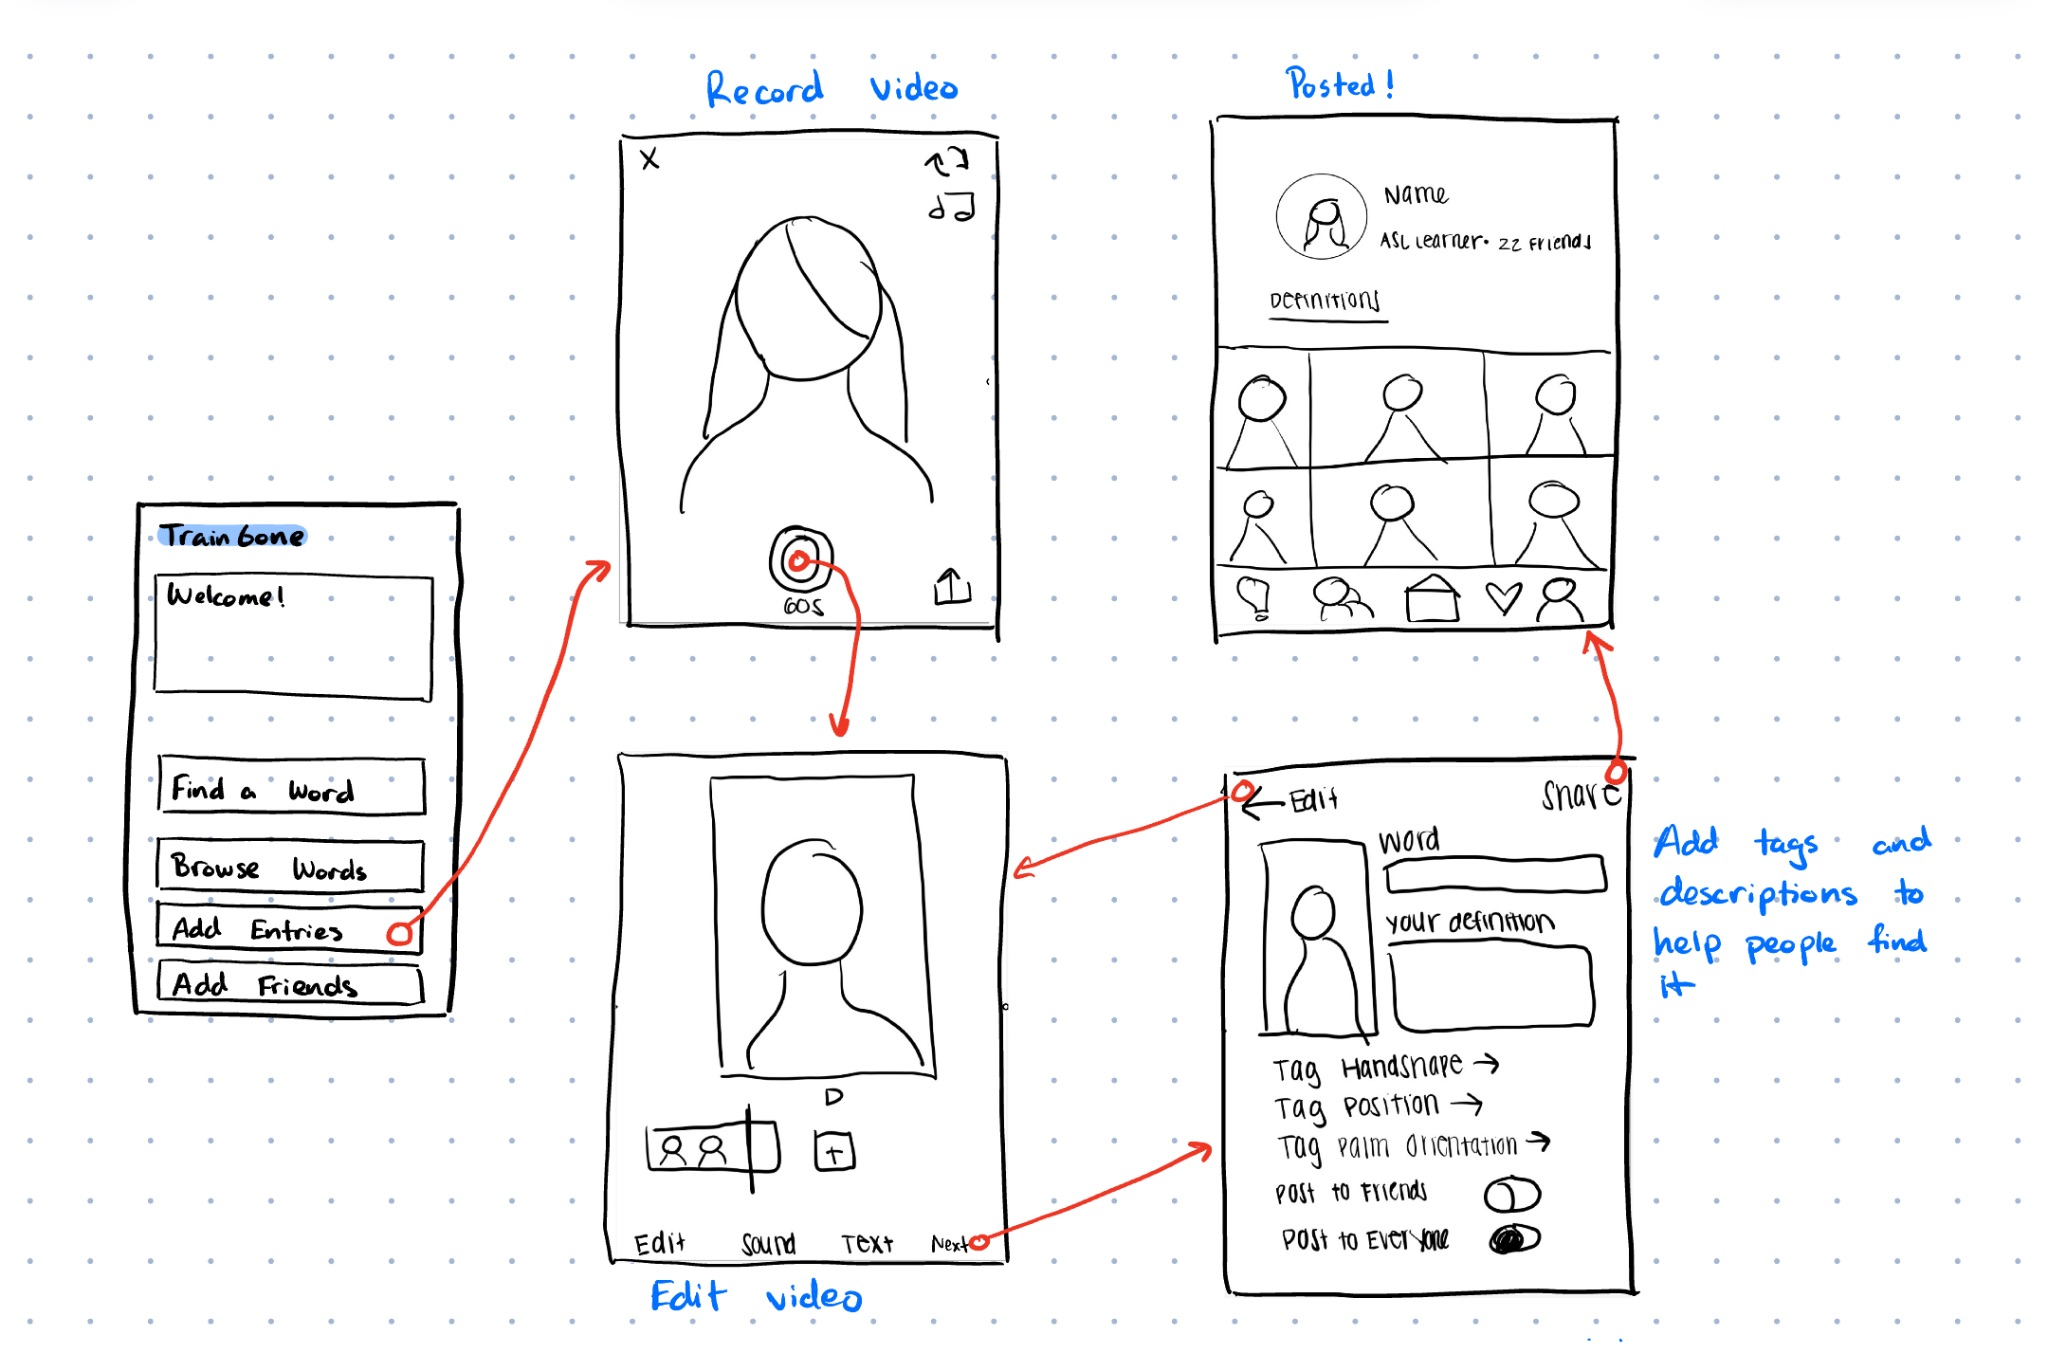 Trainbone
Welcome!
Find a Word
Browse Words
Add Entries
Add Friends
Record Video
X
60s
Edit Sound Text Next
Edit video
Posted!
Name
ASL Learner · 22 Friends
Definitions
← Edit Share
Word
Your definition
Tag Handshape →
Tag Position →
Tag Palm Orientation →
Post to Friends
Post to Everyone
Add tags and
descriptions to
help people find
it